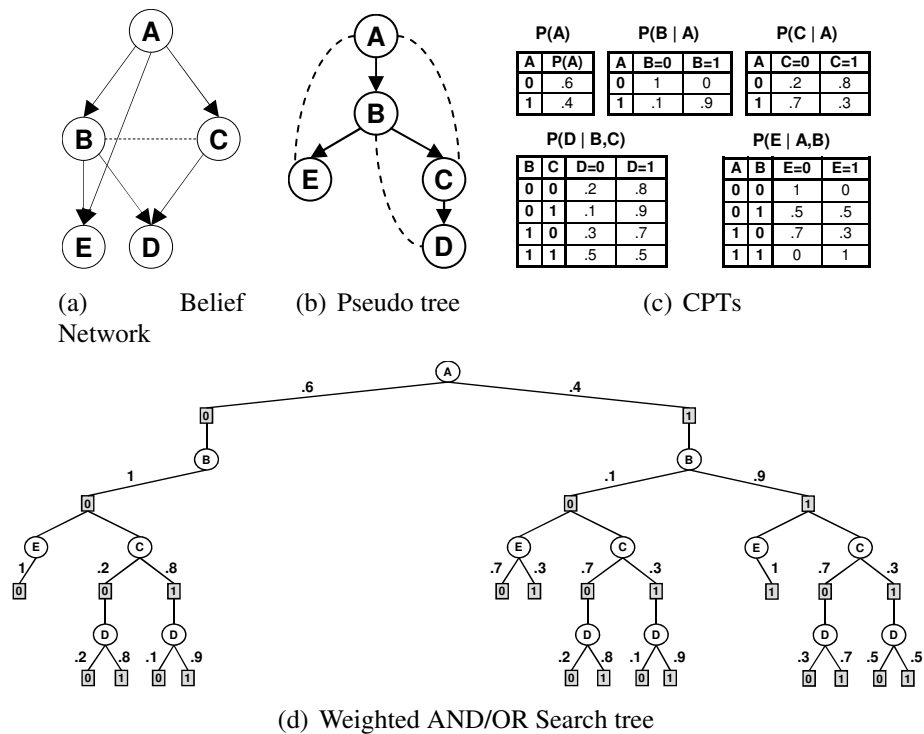 A
B C
E D
(a) Belief
Network
A
B
E C
D
(b) Pseudo tree
P(A) P(B | A) P(C | A)
A P(A)
0 .6
1 .4
A B=0 B=1
0 1 0
1 .1 .9
A C=0 C=1
0 .2 .8
1 .7 .3
P(D | B,C) P(E | A,B)
B C D=0 D=1
0 0 .2 .8
0 1 .1 .9
1 0 .3 .7
1 1 .5 .5
A B E=0 E=1
0 0 1 0
0 1 .5 .5
1 0 .7 .3
1 1 0 1
(c) CPTs
A
.6 .4
0 1
B B
1 .1 .9
0 0 1
E C E C E C
1 .2 .8 .7 .3 .7 .3 1 .7 .3
0 0 1 0 1 0 1 1 0 1
D D D D D D
.2 .8 .1 .9 .2 .8 .1 .9 .3 .7 .5 .5
0 1 0 1 0 1 0 1 0 1 0 1
(d) Weighted AND/OR Search tree